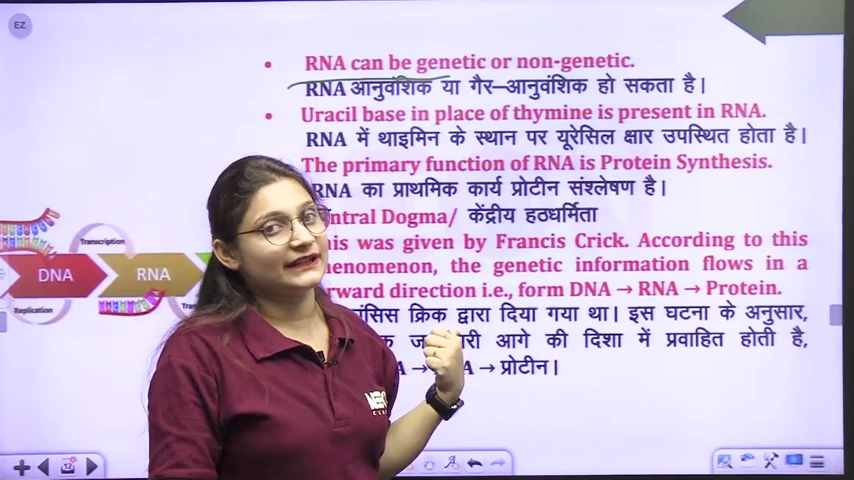 EZ
RNA can be genetic or non-genetic.
RNA आनुवंशिक या गैर–आनुवंशिक हो सकता है।
Uracil base in place of thymine is present in RNA.
RNA में थाइमिन के स्थान पर यूरेसिल क्षार उपस्थित होता है।
The primary function of RNA is Protein Synthesis.
RNA का प्राथमिक कार्य प्रोटीन संश्लेषण है।
Dogma/ केंद्रीय हठधर्मिता
was given by Francis Crick. According to this
the genetic information flows in a
direction i.e., form DNA → RNA → Protein.
क्रिक द्वारा दिया गया था। इस घटना के अनुसार,
आगे की दिशा में प्रवाहित होती है,
→ प्रोटीन।
Transcription
DNA
RNA
Replication
NEO
12